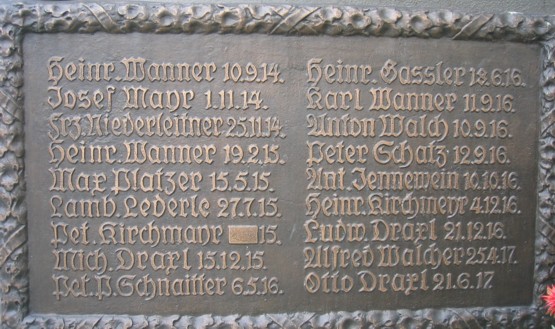 Heinr. Wanner 10.9.14.
Josef Mayr 1.11.14.
Frz. Niederleitner 25.11.14.
Heinr. Wanner 19.2.15.
Max Platzer 15.5.15.
Lamb. Lederle 27.7.15.
Pet. Kirchmayr 15.
Mich. Draxl 15.12.15.
Pet. P. Schnaitter 6.5.16.
Heinr. Gassler 18.6.16.
Karl Wanner 11.9.16.
Anton Walch 10.9.16.
Peter Schatz 12.9.16.
Ant. Jennewein 10.10.16.
Heinr. Kirchmeyr 4.12.16.
Ludw. Draxl 21.12.16.
Alfred Walcher 25.4.17.
Otto Draxl 21.6.17.